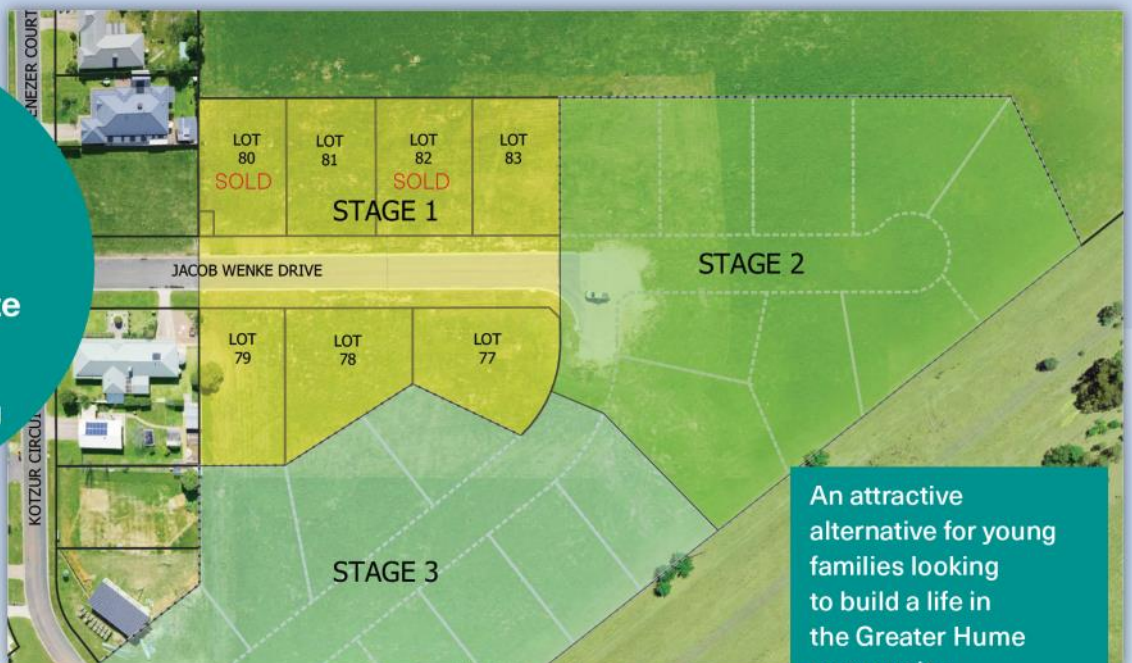 LOT
80
SOLD
LOT
81
LOT
82
SOLD
LOT
83
STAGE 1
STAGE 2
JACOB WENKE DRIVE
LOT
79
LOT
78
LOT
77
STAGE 3
An attractive
alternative for young
families looking
to build a life in
the Greater Hume